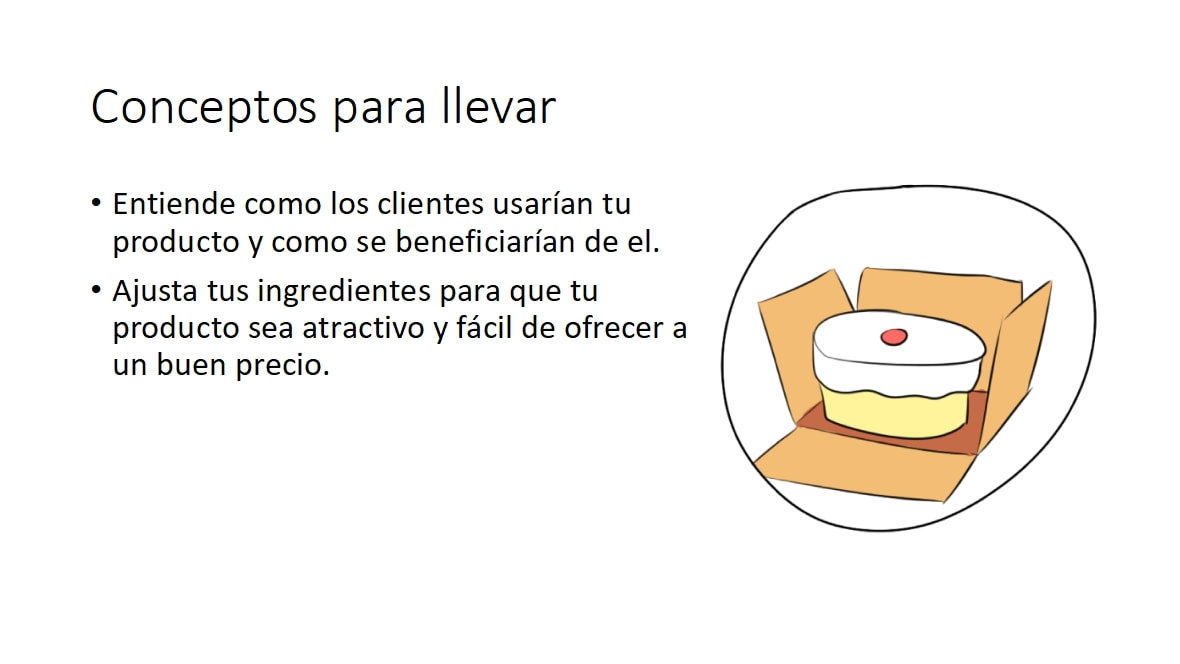 Conceptos para llevar
• Entiende como los clientes usarían tu
producto y como se beneficiarían de el.
• Ajusta tus ingredientes para que tu
producto sea atractivo y fácil de ofrecer a
un buen precio.